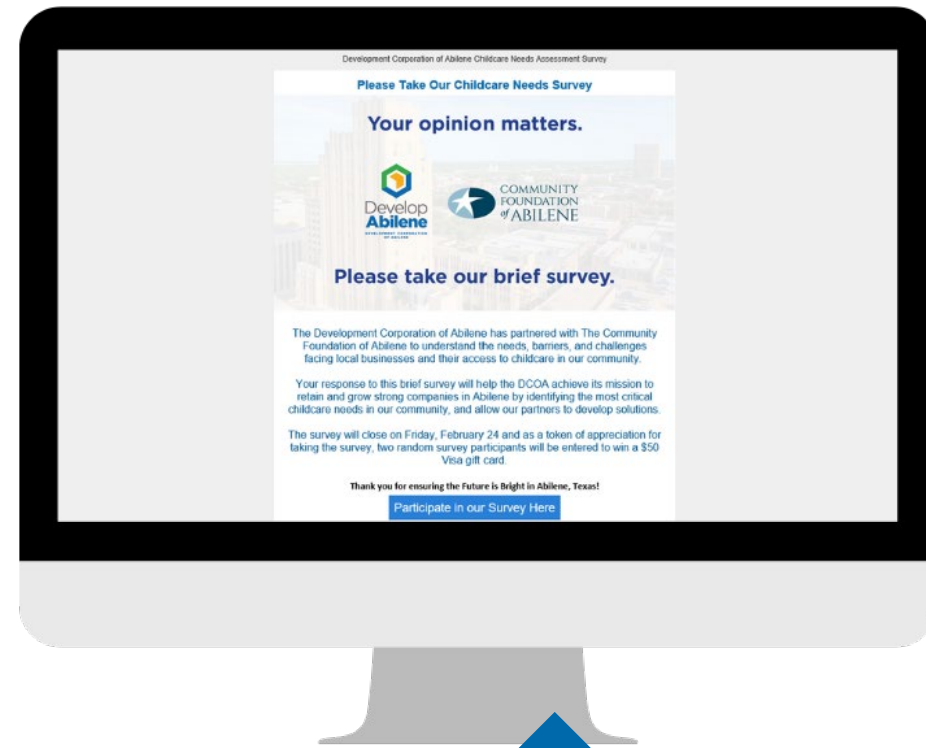 Development Corporation of Abilene Childcare Needs Assessment Survey
Please Take Our Childcare Needs Survey
Your opinion matters.
Develop
Abilene
DEVELOPMENT CORPORATION
OF ABILENE
COMMUNITY
FOUNDATION
of ABILENE
Please take our brief survey.
The Development Corporation of Abilene has partnered with The Community
Foundation of Abilene to understand the needs, barriers, and challenges
facing local businesses and their access to childcare in our community.
Your response to this brief survey will help the DCOA achieve its mission to
retain and grow strong companies in Abilene by identifying the most critical
childcare needs in our community, and allow our partners to develop solutions.
The survey will close on Friday, February 24 and as a token of appreciation for
taking the survey, two random survey participants will be entered to win a $50
Visa gift card.
Thank you for ensuring the Future is Bright in Abilene, Texas!
Participate in our Survey Here